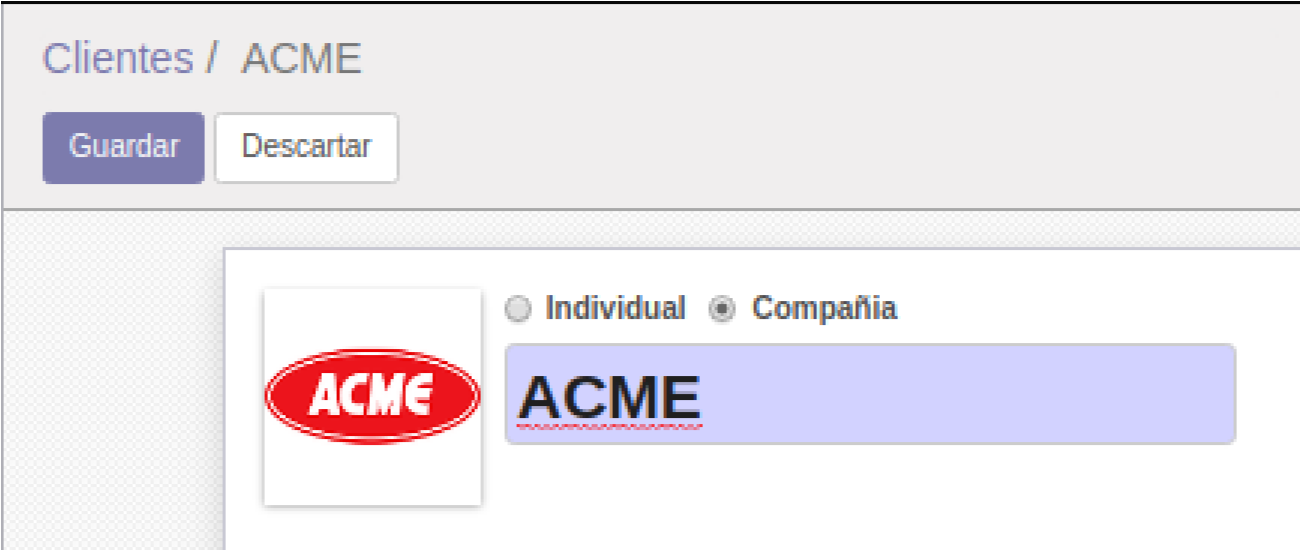 Clientes / ACME
Guardar Descartar
Individual Compañia
ACME
ACME